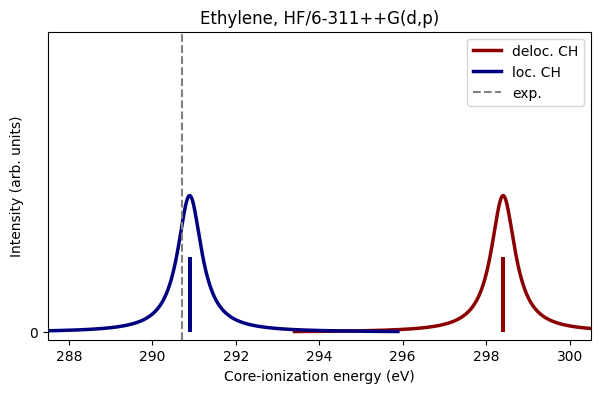 Ethylene, HF/6-311++G(d,p)
deloc. CH
loc. CH
exp.
Intensity (arb. units)
0
288 290 292 294 296 298 300
Core-ionization energy (eV)